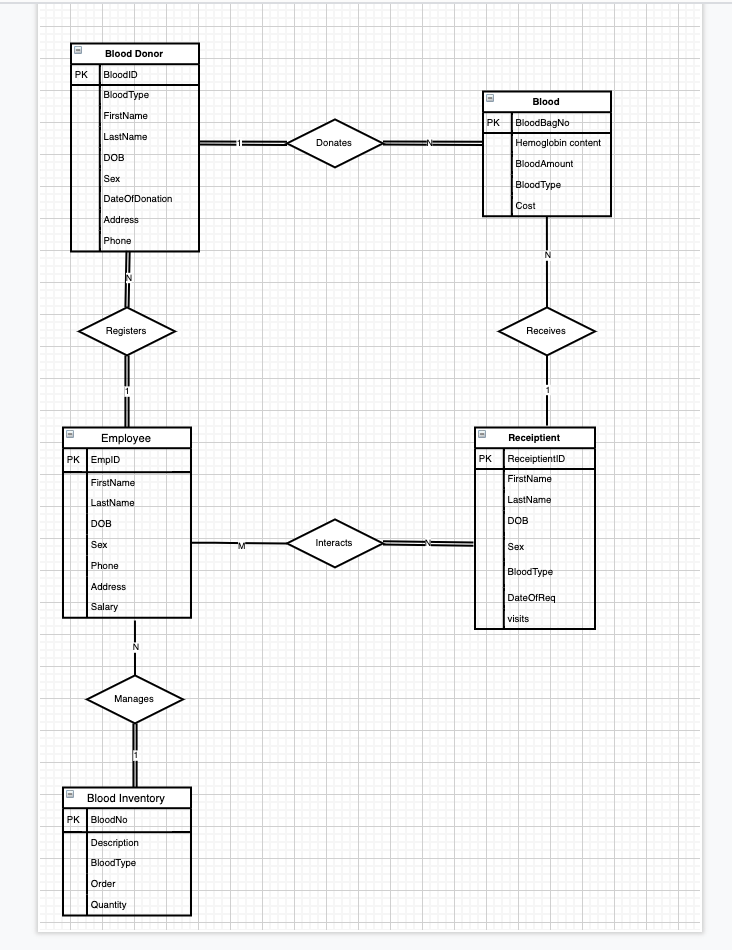 Blood Donor
PK BloodID
BloodType
FirstName
LastName
DOB
Sex
DateOfDonation
Address
Phone
1
Donates
N
Blood
PK BloodBagNo
Hemoglobin content
BloodAmount
BloodType
Cost
N
Registers
1
N
Receives
1
Employee
PK EmpID
FirstName
LastName
DOB
Sex
Phone
Address
Salary
M
Interacts
N
Receiptient
PK ReceiptientID
FirstName
LastName
DOB
Sex
BloodType
DateOfReq
visits
N
Manages
1
Blood Inventory
PK BloodNo
Description
BloodType
Order
Quantity